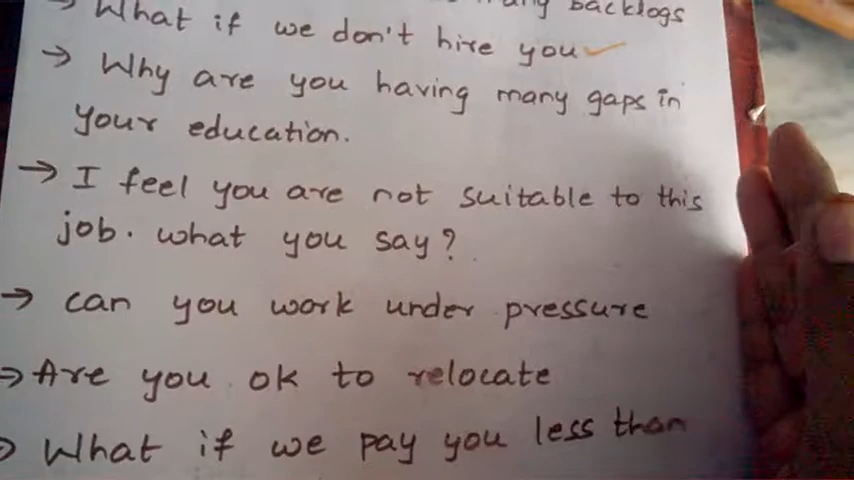 many backlogs
→ What if we don't hire you
→ Why are you having many gaps in
your education.
→ I feel you are not suitable to this
job. what you say?
→ can you work under pressure
→ Are you ok to relocate
→ What if we pay you less than